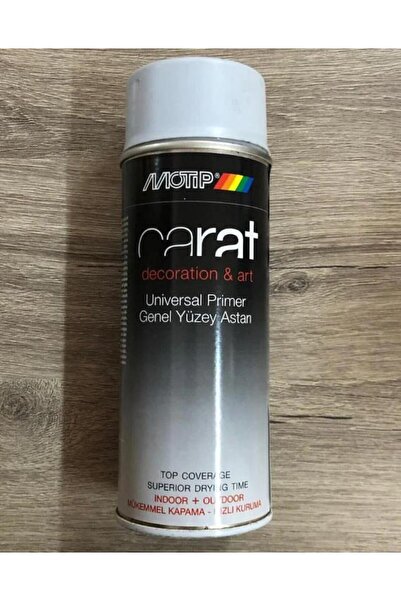 MOTIP®
carat
decoration & art
Universal Primer
Genel Yüzey Astarı
TOP COVERAGE
SUPERIOR DRYING TIME
INDOOR + OUTDOOR
MÜKEMMEL KAPAMA - HIZLI KURUMA